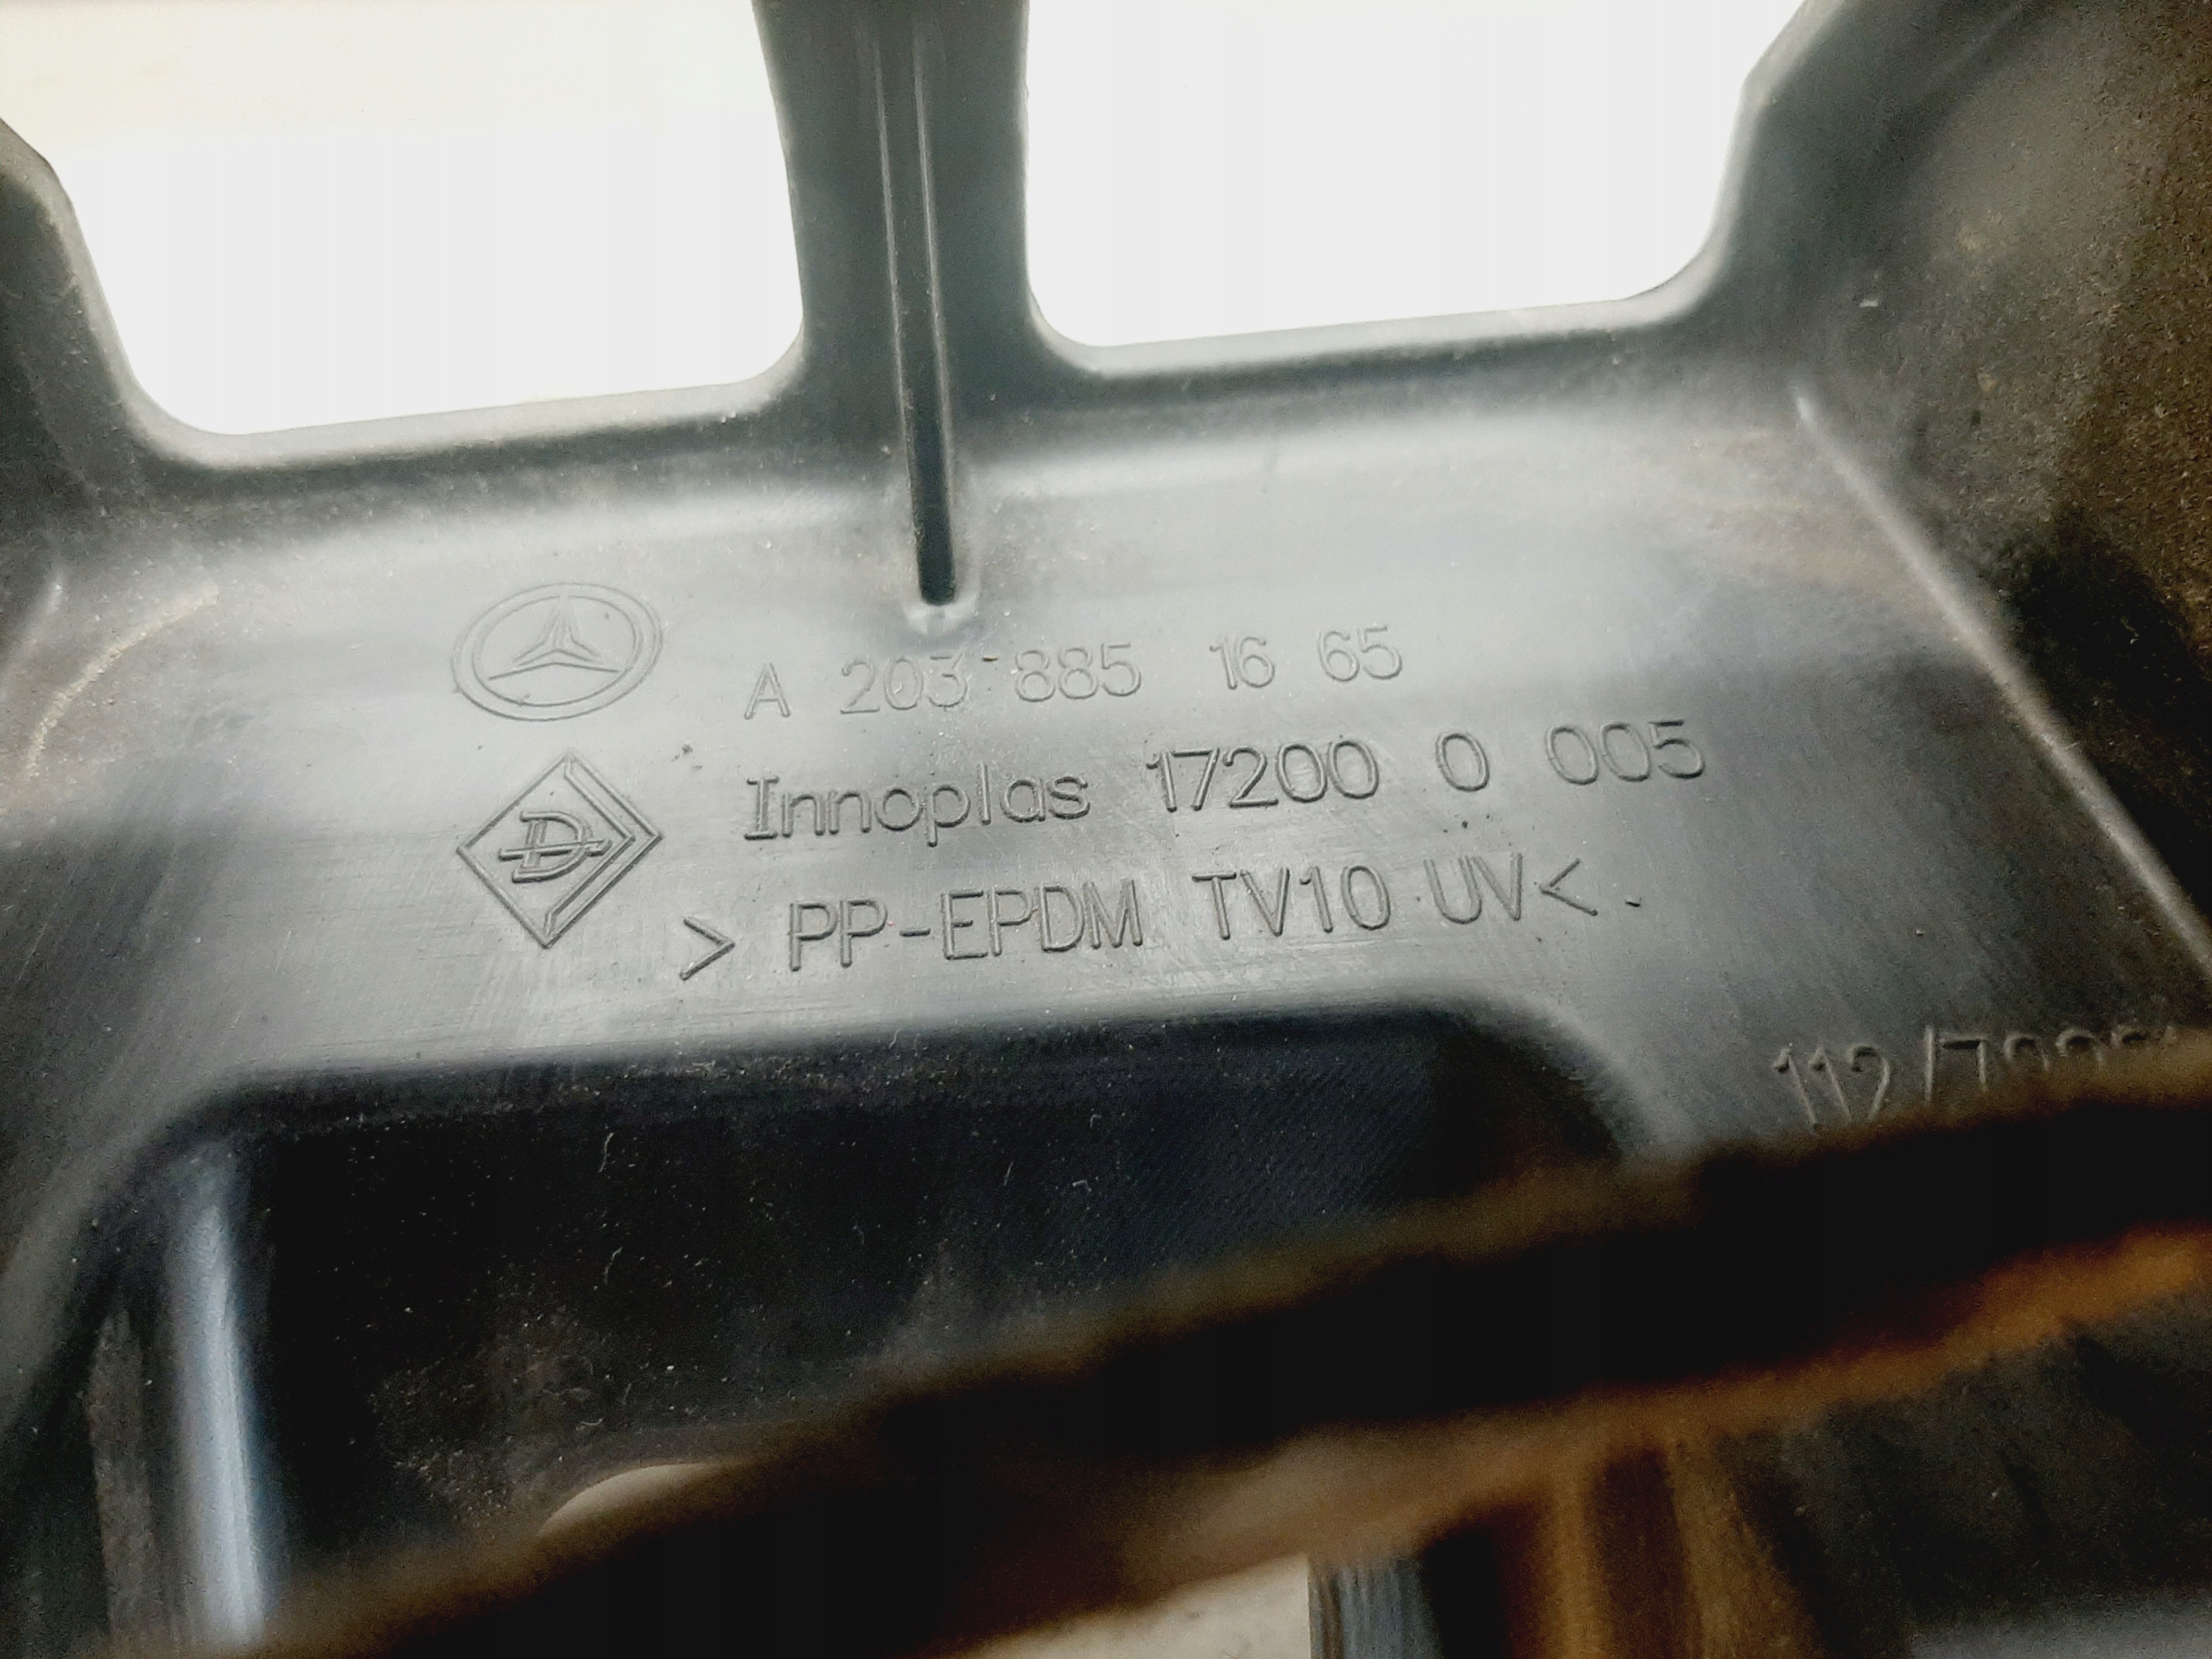 A 203 885 16 65
D
Innoplas 17200 0 005
> PP-EPDM TV10 UV<.